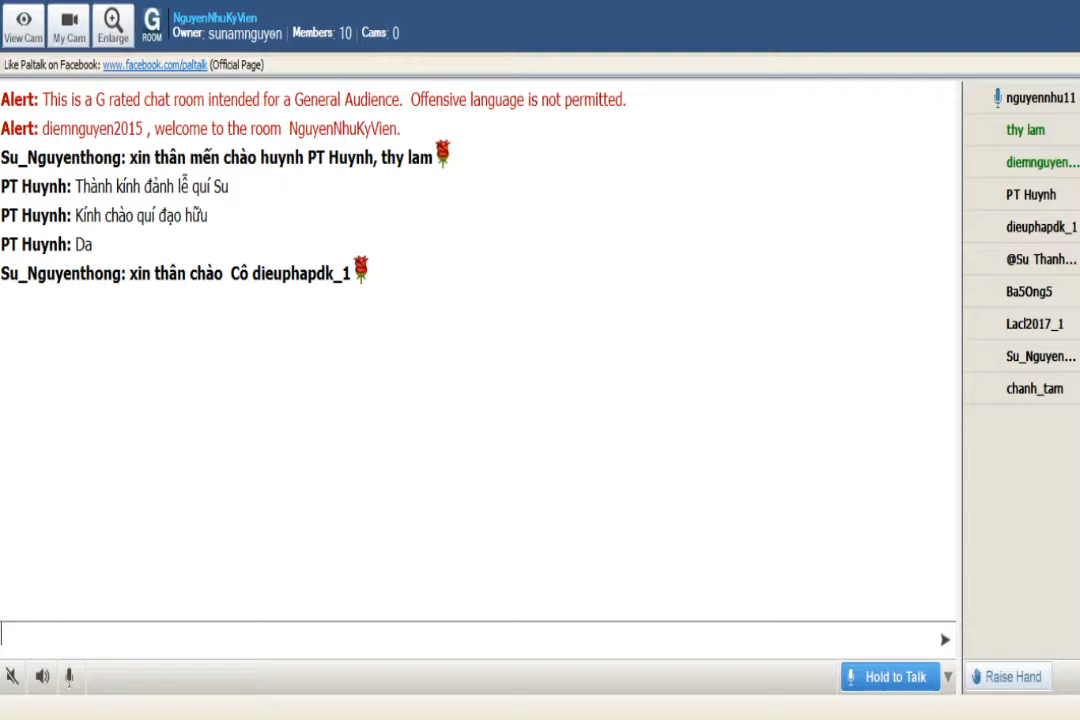 View Cam
My Cam
Enlarge
G
ROOM
NguyenNhuKyVien
Owner: sunamnguyen | Members: 10 | Cams: 0
Like Paltalk on Facebook: www.facebook.com/paltalk (Official Page)
Alert: This is a G rated chat room intended for a General Audience. Offensive language is not permitted.
Alert: diemnguyen2015 , welcome to the room NguyenNhuKyVien.
Su_Nguyenthong: xin thân mến chào huynh PT Huynh, thy lam
PT Huynh: Thành kính đảnh lễ quí Su
PT Huynh: Kính chào quí đạo hữu
PT Huynh: Da
Su_Nguyenthong: xin thân chào Cô dieuphapdk_1
nguyennhu11
thy lam
diemnguyen...
PT Huynh
dieuphapdk_1
@Su Thanh...
Ba5Ong5
Lacl2017_1
Su_Nguyen...
chanh_tam
Hold to Talk
Raise Hand